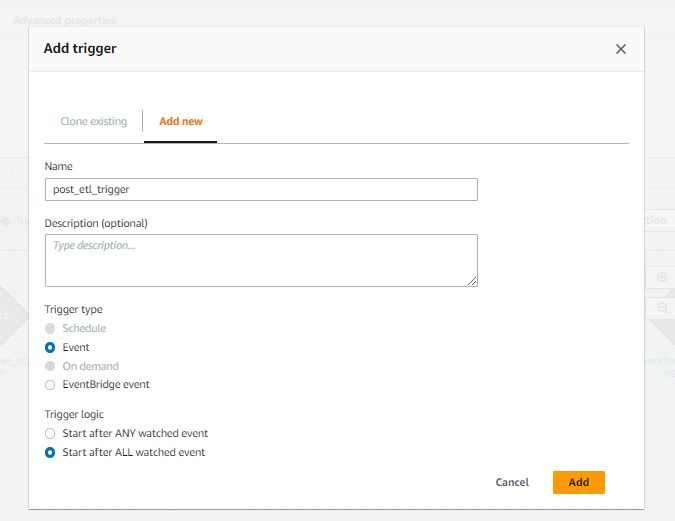 Advanced properties
Add trigger
Clone existing
Add new
Name
post_etl_trigger
Description (optional)
Type description...
Trigger type
Schedule
Event
On demand
EventBridge event
Trigger logic
Start after ANY watched event
Start after ALL watched event
Cancel
Add